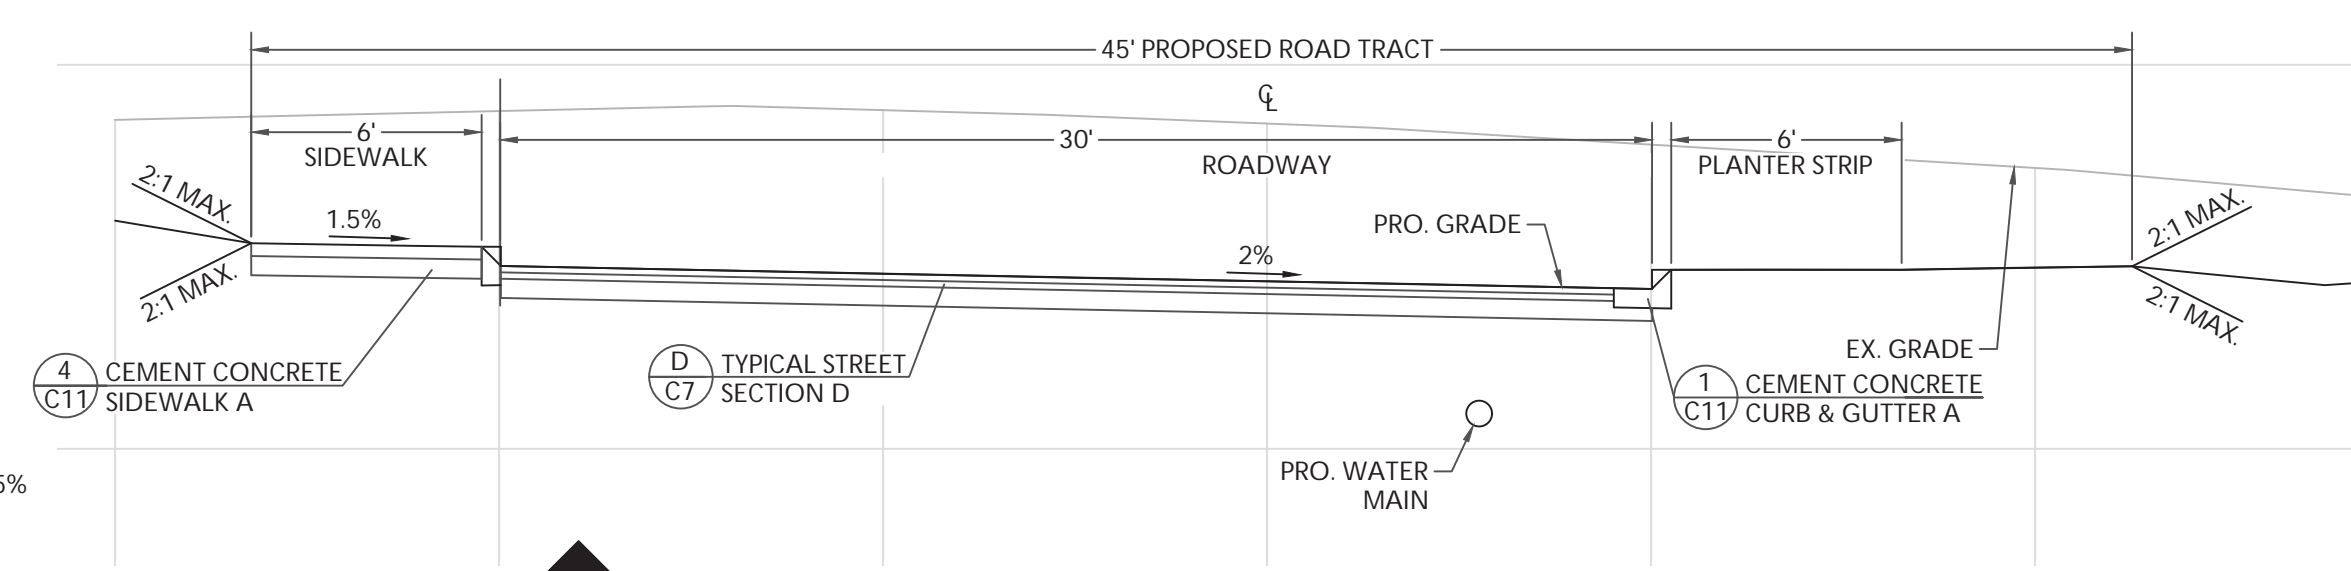 45' PROPOSED ROAD TRACT
℄
6'
SIDEWALK
30'
ROADWAY
6'
PLANTER STRIP
2:1 MAX.
2:1 MAX.
1.5%
2%
PRO. GRADE
2:1 MAX.
2:1 MAX.
EX. GRADE
4
C11
CEMENT CONCRETE
SIDEWALK A
D
C7
TYPICAL STREET
SECTION D
1
C11
CEMENT CONCRETE
CURB & GUTTER A
PRO. WATER
MAIN
5%